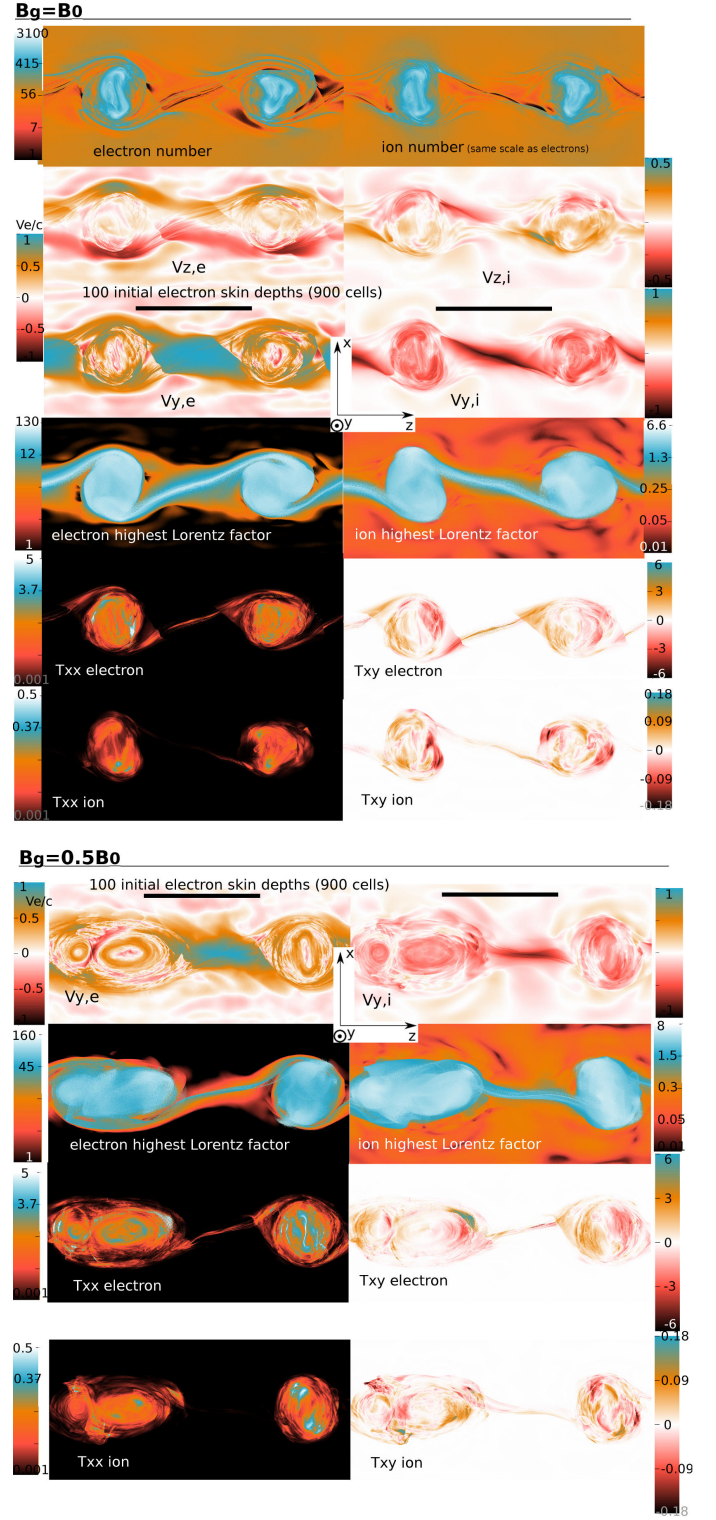 Bg=B0
3100
415
56
7
1
electron number
ion number (same scale as electrons)
0.5
-0.5
Ve/c
1
0.5
0
-0.5
-1
Vz,e
Vz,i
100 initial electron skin depths (900 cells)
1
-1
Vy,e
Vy,i
x
y
z
130
12
1
electron highest Lorentz factor
ion highest Lorentz factor
6.6
1.3
0.25
0.05
0.01
5
3.7
0.001
Txx electron
Txy electron
6
3
0
-3
-6
0.5
0.37
0.001
Txx ion
Txy ion
0.18
0.09
0
-0.09
-0.18
Bg=0.5B0
100 initial electron skin depths (900 cells)
1
Ve/c
0.5
0
-0.5
-1
Vy,e
Vy,i
1
-1
x
y
z
160
45
1
electron highest Lorentz factor
ion highest Lorentz factor
8
1.5
0.3
0.05
0.01
5
3.7
0.001
Txx electron
Txy electron
6
3
0
-3
-6
0.5
0.37
0.001
Txx ion
Txy ion
0.18
0.09
0
-0.09
-0.18